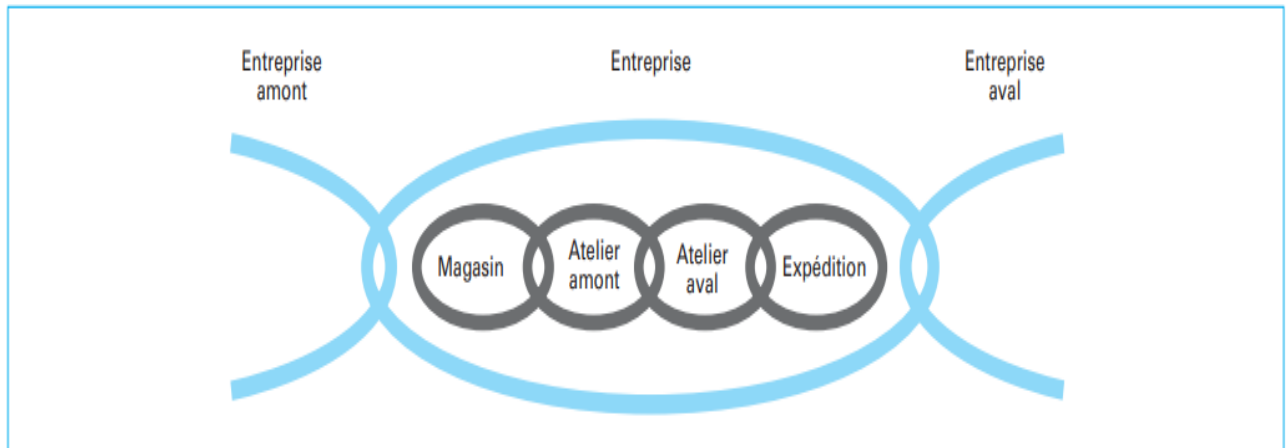 Entreprise
amont
Entreprise
Entreprise
aval
Magasin
Atelier
amont
Atelier
aval
Expédition